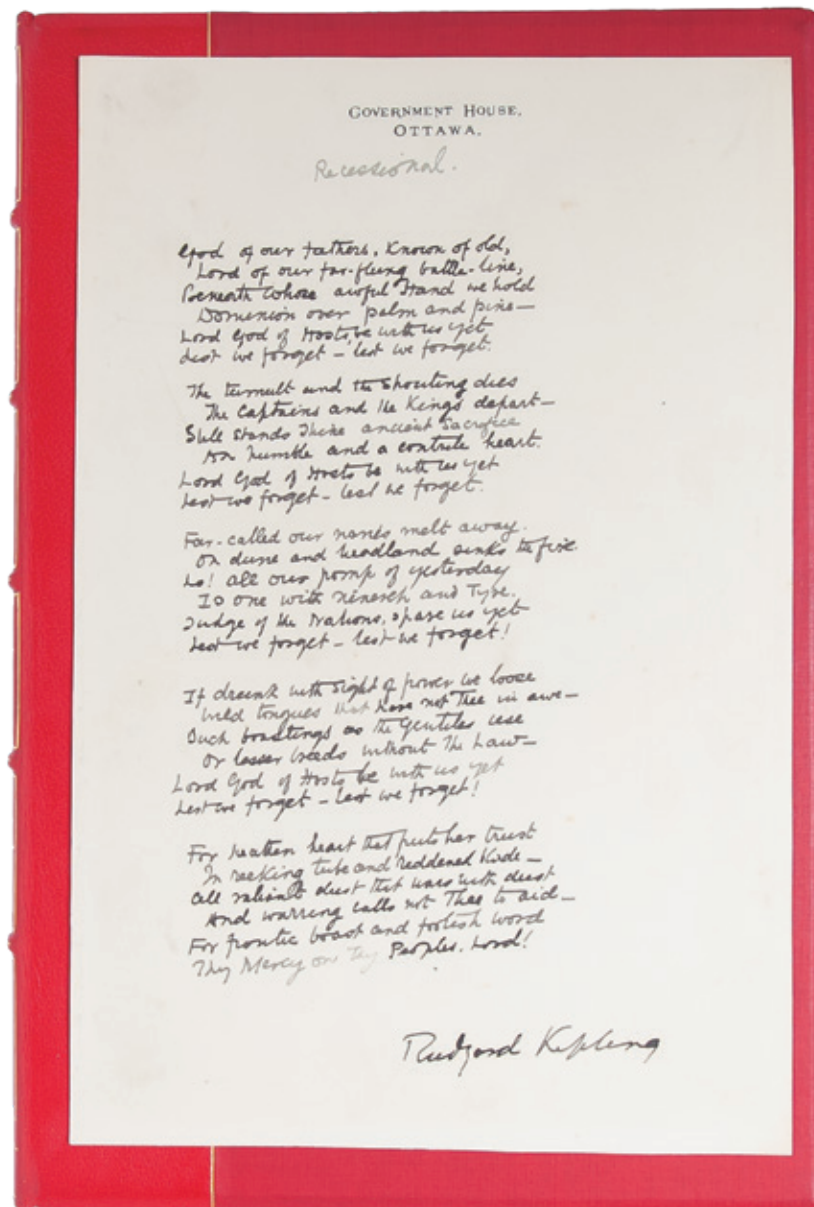 GOVERNMENT HOUSE,
OTTAWA.
Recessional.
God of our fathers, Known of old,
Lord of our far-flung battle-line,
Beneath Whose awful Hand we hold
Dominion over palm and pine—
Lord God of Hosts, be with us yet
Lest we forget – lest we forget.
The tumult and the Shouting dies
The Captains and the Kings depart—
Still Stands Thine ancient Sacrifice
An humble and a contrite heart.
Lord God of Hosts be with us yet
Lest we forget – lest we forget.
Far-called our navies melt away.
On dune and headland sinks the fire.
Lo! all our pomp of yesterday
Is one with Nineveh and Tyre.
Judge of the Nations, spare us yet
Lest we forget – lest we forget!
If drunk with Sight of power we loose
Wild tongues that have not Thee in awe—
Such boastings as the Gentiles use
Or lesser breeds without the Law—
Lord God of Hosts be with us yet
Lest we forget – lest we forget!
For heathen heart that puts her trust
In reeking tube and reddened
All valiant dust that with dust
And warring calls not Thee to aid—
For frantic boast and foolish word
Thy Mercy on thy Peoples, Lord!
Rudyard Kipling